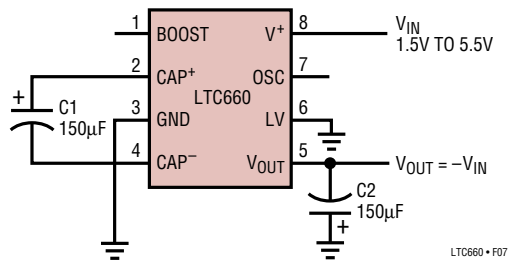 1
BOOST
V+
8
VIN
1.5V TO 5.5V
2
CAP+
OSC
7
LTC660
+
C1
150µF
3
GND
LV
6
4
CAP–
VOUT
5
VOUT = –VIN
C2
150µF
+
LTC660 • F07